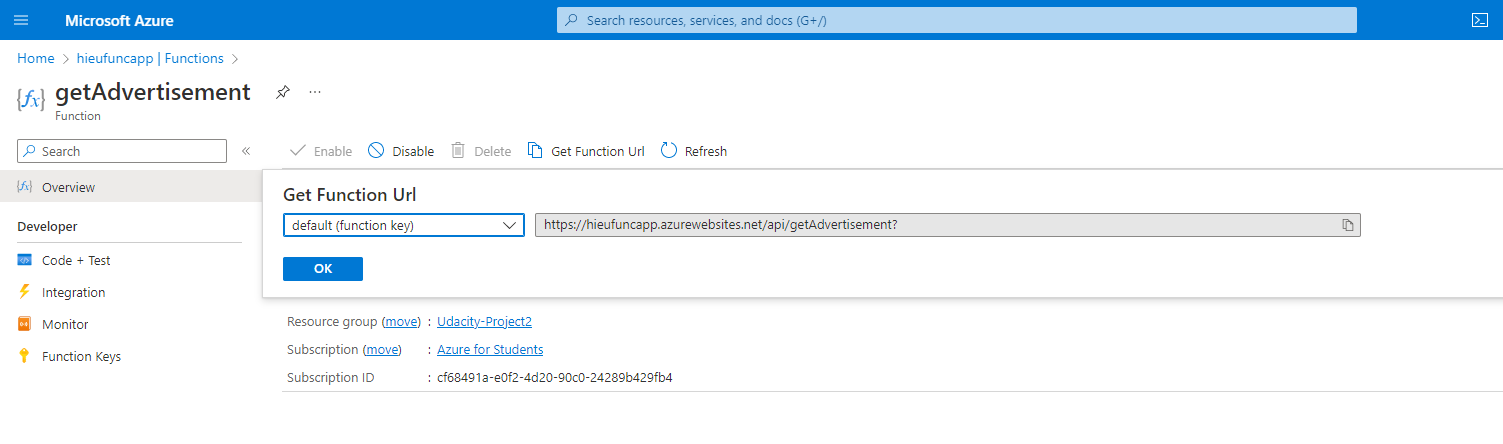 Microsoft Azure
Search resources, services, and docs (G+/)
Home > hieufuncapp | Functions >
{fx} getAdvertisement ...
Function
Search «
Enable Disable Delete Get Function Url Refresh
{fx} Overview
Get Function Url
default (function key) https://hieufuncapp.azurewebsites.net/api/getAdvertisement?
OK
Developer
Code + Test
Integration
Monitor
Function Keys
Resource group (move) : Udacity-Project2
Subscription (move) : Azure for Students
Subscription ID : cf68491a-e0f2-4d20-90c0-24289b429fb4